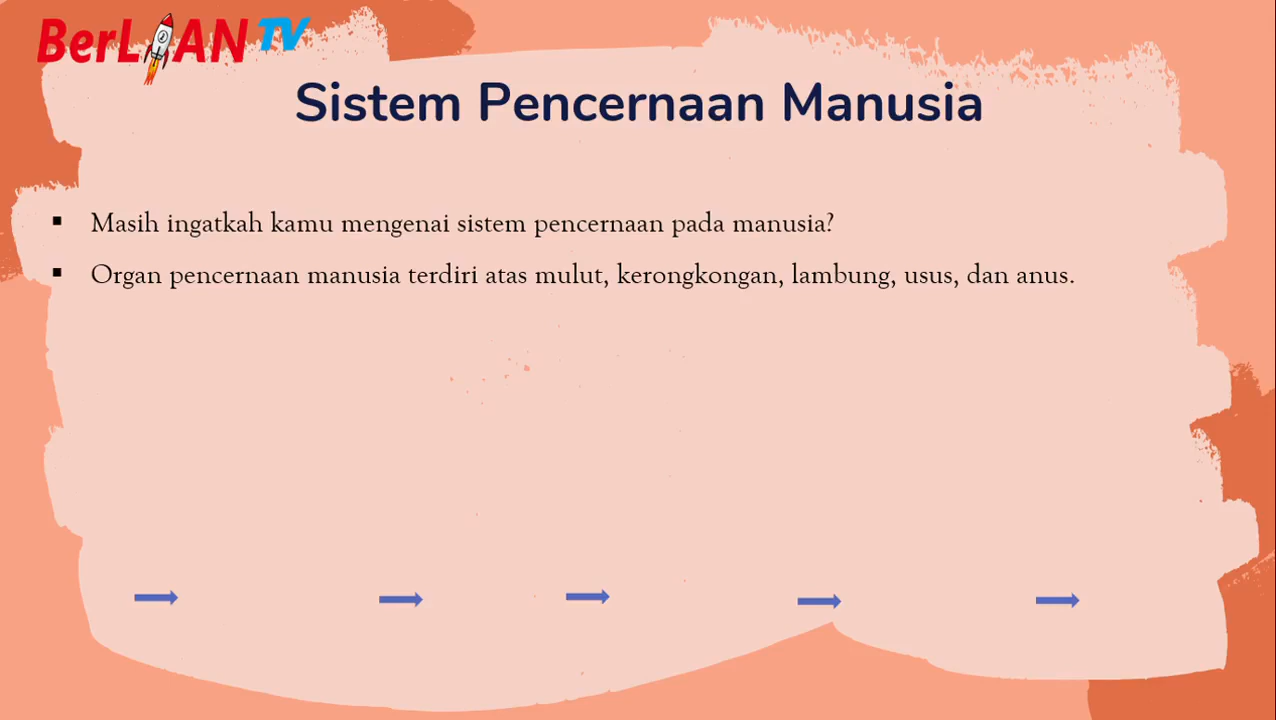 BerLIAN TV
Sistem Pencernaan Manusia
▪ Masih ingatkah kamu mengenai sistem pencernaan pada manusia?
▪ Organ pencernaan manusia terdiri atas mulut, kerongkongan, lambung, usus, dan anus.